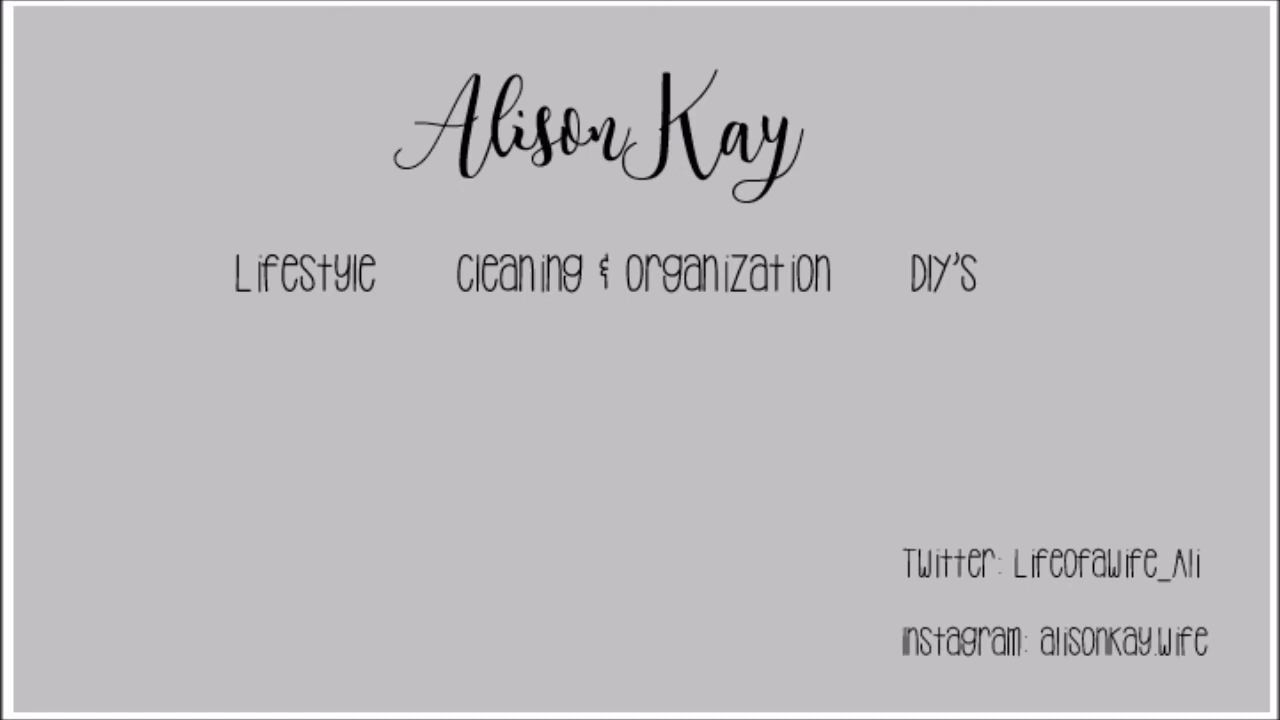 Alison Kay
Lifestyle Cleaning & Organization DIY'S
Twitter: LifeOfaWife_Ali
Instagram: alisonkay.wife